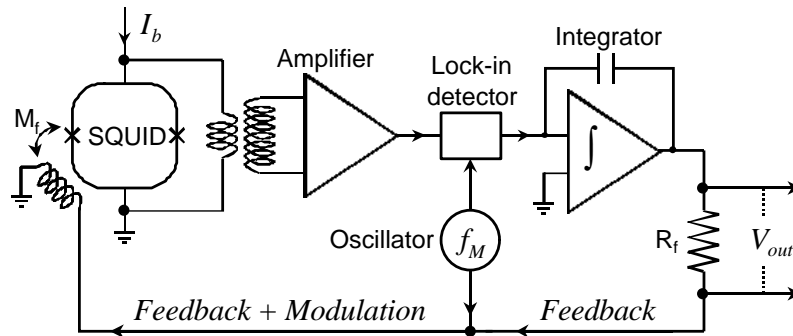 I_b
Amplifier
Integrator
Lock-in
detector
M_f
SQUID
∫
Oscillator
f_M
R_f
V_out
Feedback + Modulation
Feedback